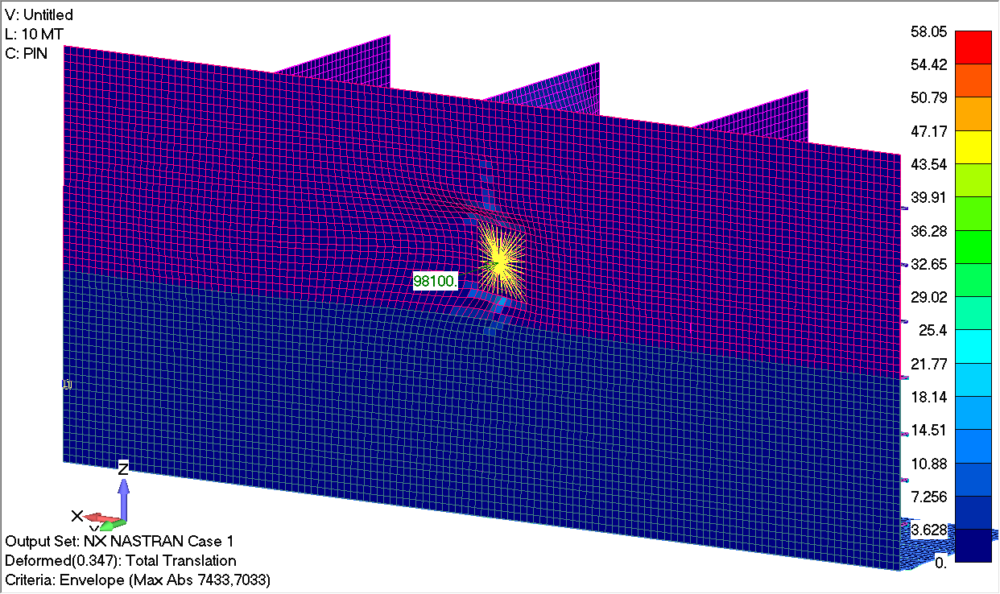 V: Untitled
L: 10 MT
C: PIN
58.05
54.42
50.79
47.17
43.54
39.91
36.28
32.65
29.02
25.4
21.77
18.14
14.51
10.88
7.256
3.628
0.
98100.
Z
X
Y
Output Set: NX NASTRAN Case 1
Deformed(0.347): Total Translation
Criteria: Envelope (Max Abs 7433,7033)